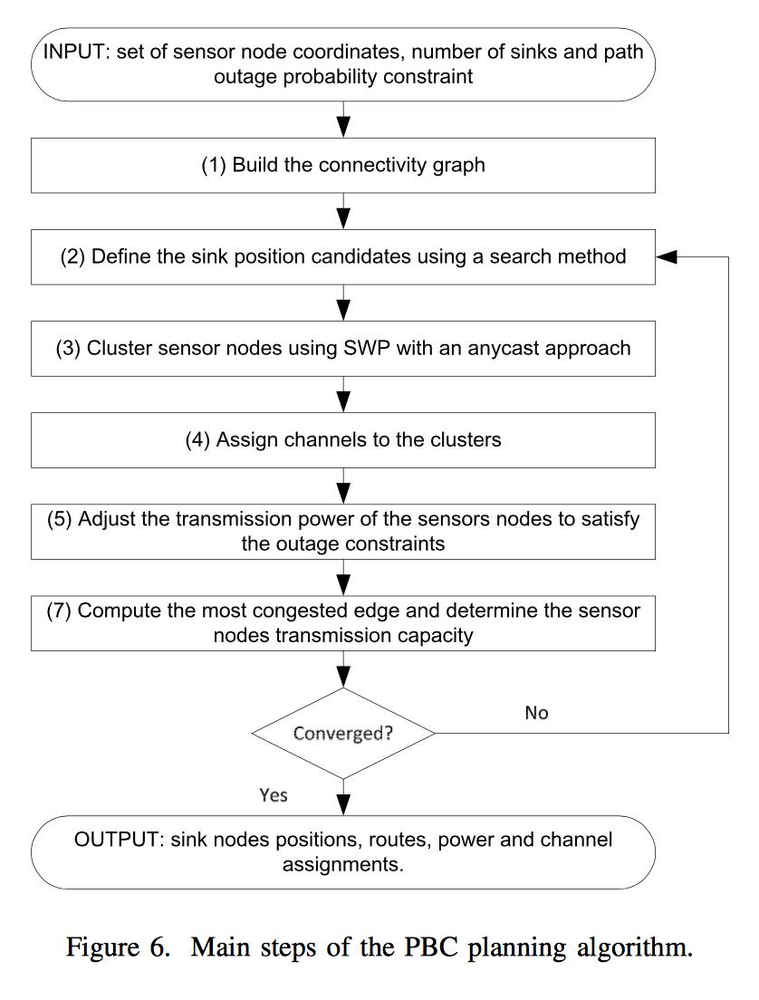 INPUT: set of sensor node coordinates, number of sinks and path
outage probability constraint
(1) Build the connectivity graph
(2) Define the sink position candidates using a search method
(3) Cluster sensor nodes using SWP with an anycast approach
(4) Assign channels to the clusters
(5) Adjust the transmission power of the sensors nodes to satisfy
the outage constraints
(7) Compute the most congested edge and determine the sensor
nodes transmission capacity
No
Converged?
Yes
OUTPUT: sink nodes positions, routes, power and channel
assignments.
Figure 6. Main steps of the PBC planning algorithm.